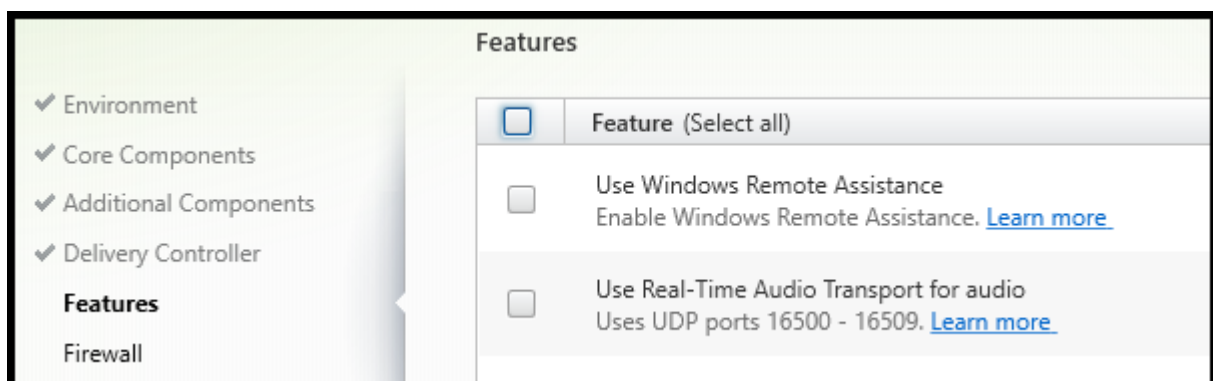 Features
Environment
Core Components
Additional Components
Delivery Controller
Features
Firewall
Feature (Select all)
Use Windows Remote Assistance
Enable Windows Remote Assistance. Learn more
Use Real-Time Audio Transport for audio
Uses UDP ports 16500 - 16509. Learn more